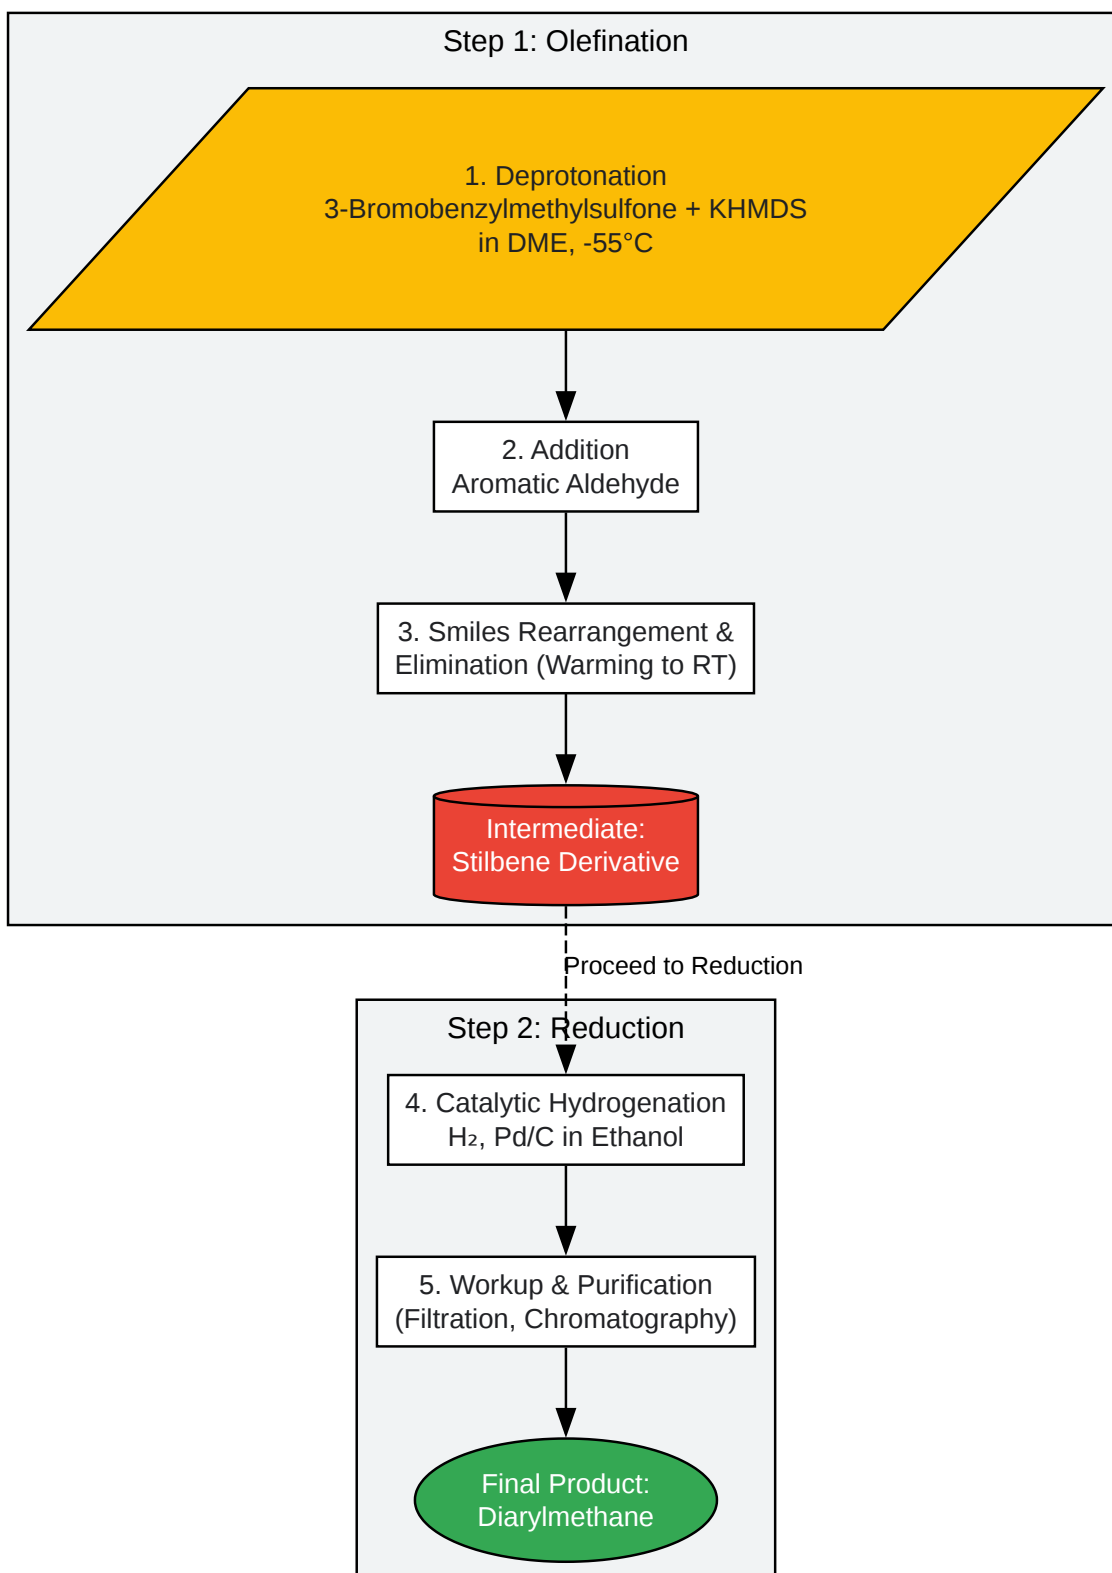 Step 1: Olefination
1. Deprotonation
3-Bromobenzylmethylsulfone + KHMDS
in DME, -55°C
2. Addition
Aromatic Aldehyde
3. Smiles Rearrangement &
Elimination (Warming to RT)
Intermediate:
Stilbene Derivative
Proceed to Reduction
Step 2: Reduction
4. Catalytic Hydrogenation
H₂, Pd/C in Ethanol
5. Workup & Purification
(Filtration, Chromatography)
Final Product:
Diarylmethane